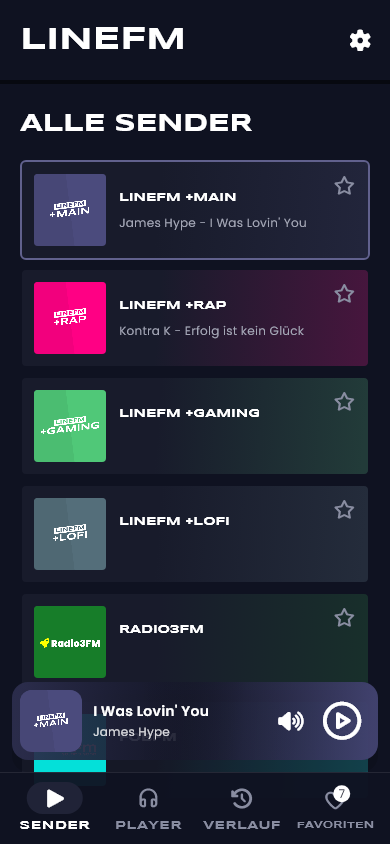 LINEFM
ALLE SENDER
LINEFM
+MAIN
LINEFM +MAIN
James Hype - I Was Lovin' You
LINEFM
+RAP
LINEFM +RAP
Kontra K - Erfolg ist kein Glück
LINEFM
+GAMING
LINEFM +GAMING
LINEFM
+LOFI
LINEFM +LOFI
Radio3FM
RADIO3FM
LINEFM
+MAIN
I Was Lovin' You
James Hype
7
SENDER
PLAYER
VERLAUF
FAVORITEN